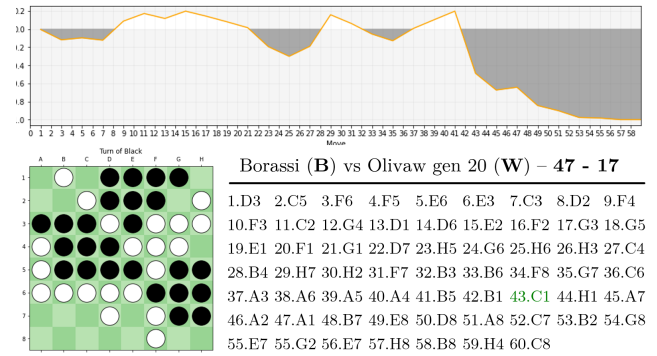 .2
.0
.2
.4
.6
.8
.0
0 1 2 3 4 5 6 7 8 9 10 11 12 13 14 15 16 17 18 19 20 21 22 23 24 25 26 27 28 29 30 31 32 33 34 35 36 37 38 39 40 41 42 43 44 45 46 47 48 49 50 51 52 53 54 55 56 57 58
Move
Turn of Black
A B C D E F G H
1
2
3
4
5
6
7
8
Borassi (B) vs Olivaw gen 20 (W) – 47 - 17
1.D3 2.C5 3.F6 4.F5 5.E6 6.E3 7.C3 8.D2 9.F4
10.F3 11.C2 12.G4 13.D1 14.D6 15.E2 16.F2 17.G3 18.G5
19.E1 20.F1 21.G1 22.D7 23.H5 24.G6 25.H6 26.H3 27.C4
28.B4 29.H7 30.H2 31.F7 32.B3 33.B6 34.F8 35.G7 36.C6
37.A3 38.A6 39.A5 40.A4 41.B5 42.B1 43.C1 44.H1 45.A7
46.A2 47.A1 48.B7 49.E8 50.D8 51.A8 52.C7 53.B2 54.G8
55.E7 55.G2 56.E7 57.H8 58.B8 59.H4 60.C8